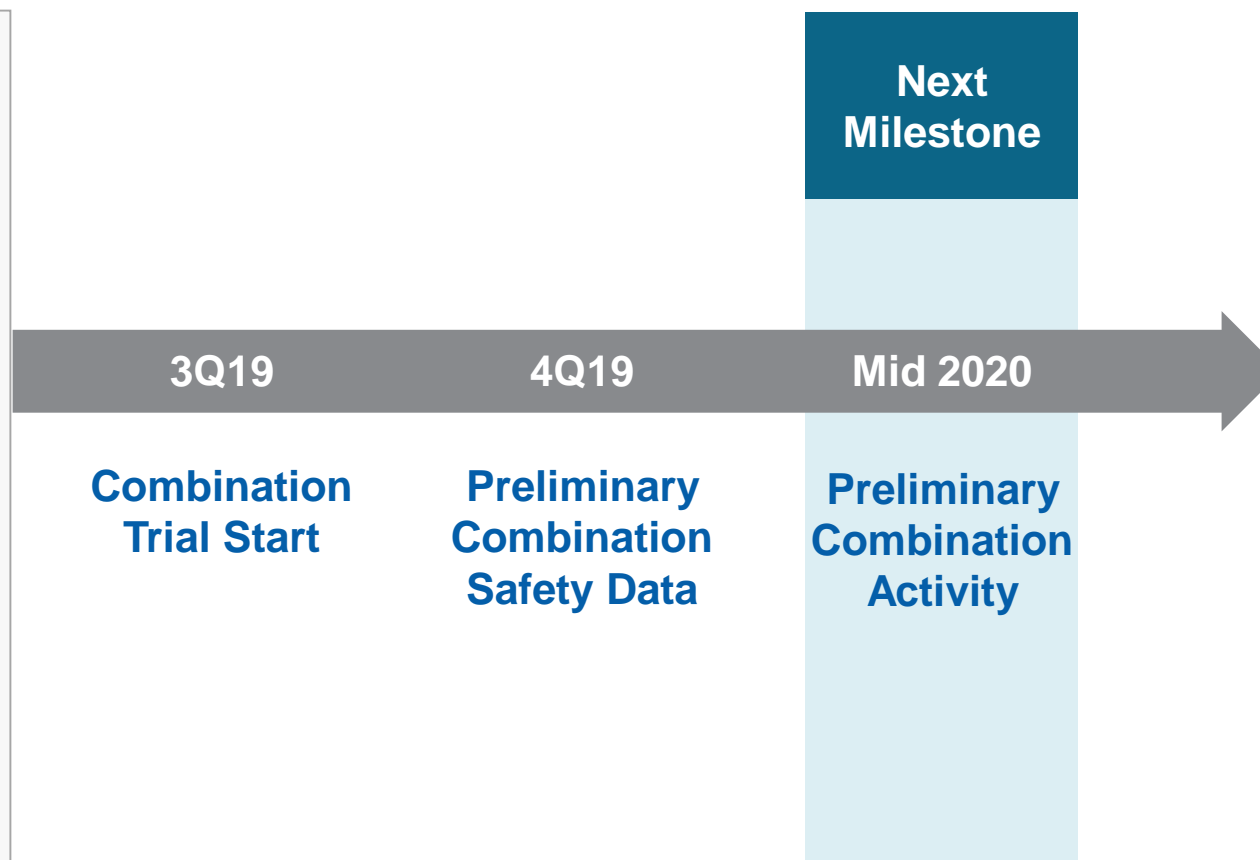 Next
Milestone
3Q19
4Q19
Mid 2020
Combination
Trial Start
Preliminary
Combination
Safety Data
Preliminary
Combination
Activity